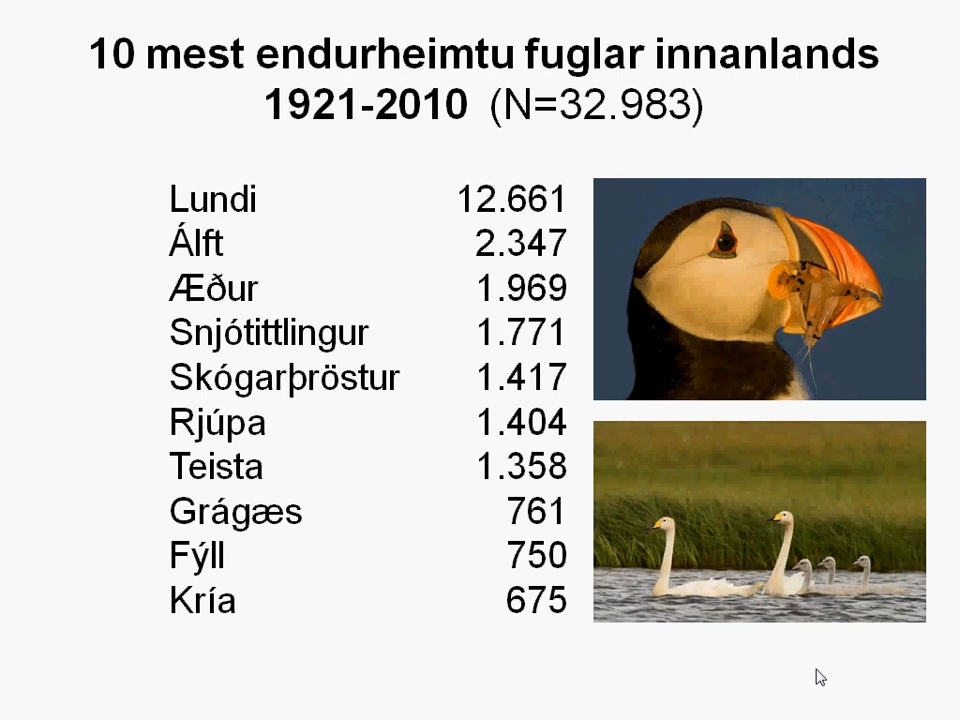 10 mest endurheimtu fuglar innanlands
1921-2010 (N=32.983)
Lundi 12.661
Álft 2.347
Æður 1.969
Snjótittlingur 1.771
Skógarþröstur 1.417
Rjúpa 1.404
Teista 1.358
Grágæs 761
Fýll 750
Kría 675